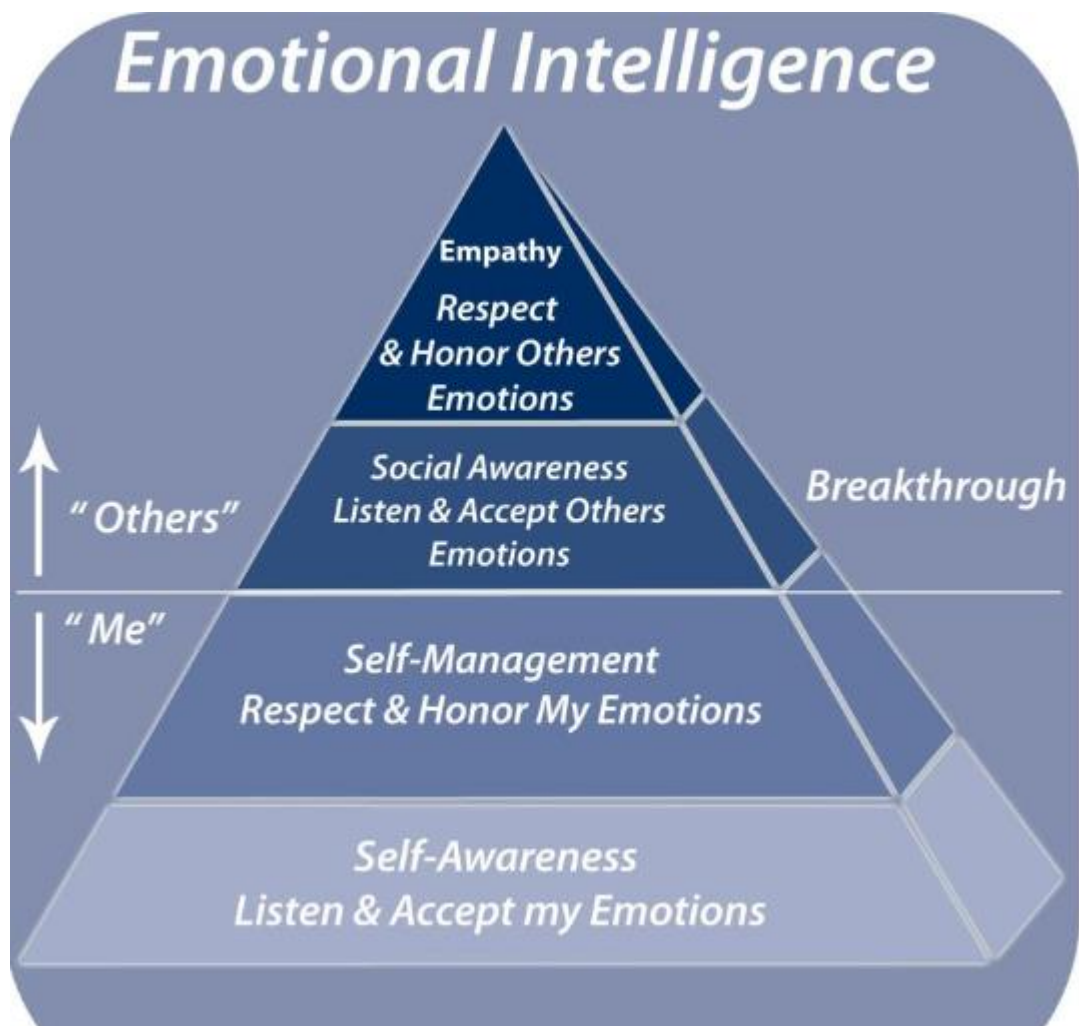 Emotional Intelligence
Empathy
Respect
& Honor Others
Emotions
Social Awareness
Listen & Accept Others
Emotions
“ Others”
Breakthrough
“ Me”
Self-Management
Respect & Honor My Emotions
Self-Awareness
Listen & Accept my Emotions